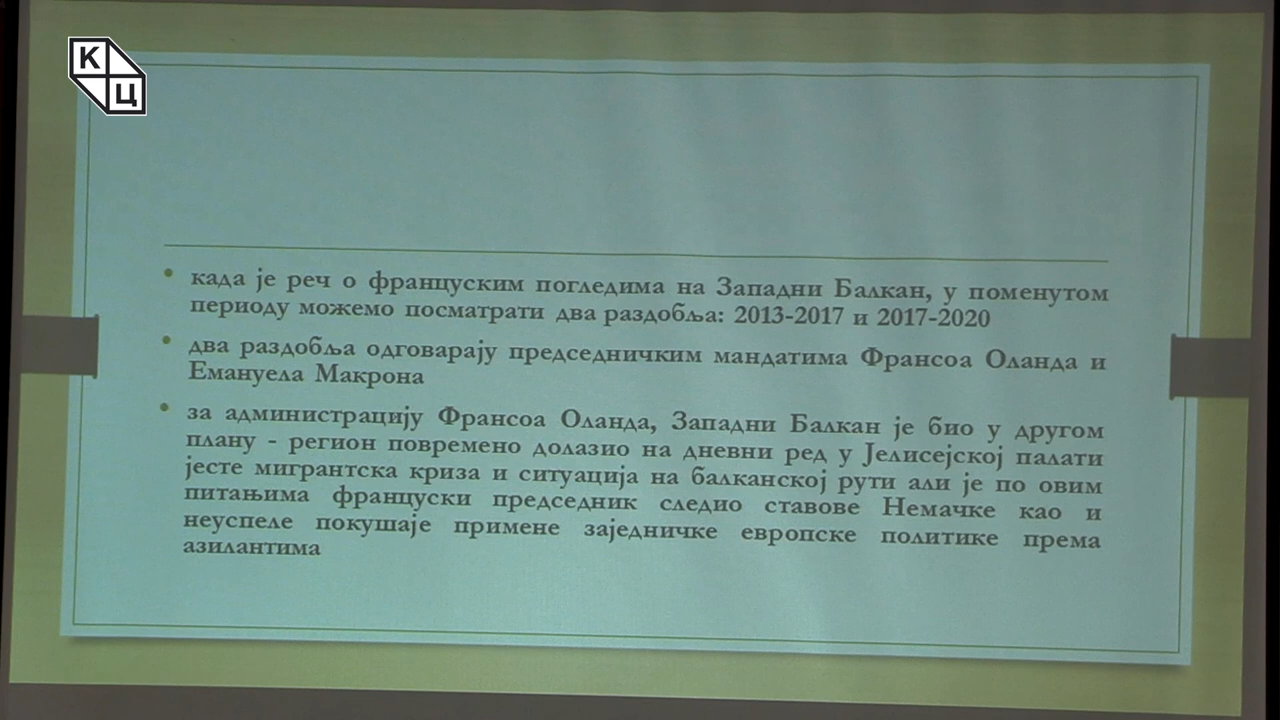 К
Ц
када је реч о француским погледима на Западни Балкан, у поменутом
периоду можемо посматрати два раздобља: 2013-2017 и 2017-2020
два раздобља одговарају председничким мандатима Франсоа Оланда и
Емануела Макрона
за администрацију Франсоа Оланда, Западни Балкан је био у другом
плану - регион повремено долазио на дневни ред у Јелисејској палати
јесте мигрантска криза и ситуација на балканској рути али је по овим
питањима француски председник следио ставове Немачке као и
неуспеле покушаје примене заједничке европске политике према
азилантима